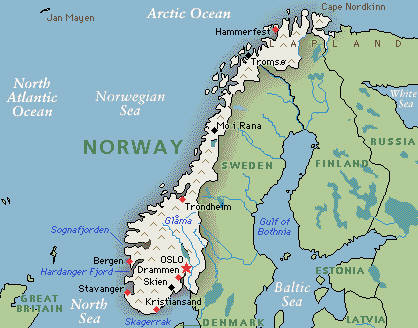 Jan Mayen
Arctic Ocean
Cape Nordkinn
Hammerfest
LAPLAND
Tromsø
North
Atlantic
Ocean
Norwegian
Sea
White
Sea
Mo i Rana
RUSSIA
NORWAY
SWEDEN
FINLAND
Trondheim
Glåma
Sognafjorden
Gulf of
Bothnia
Bergen
OSLO
Hardanger Fjord
Drammen
Skien
ESTONIA
Stavanger
Baltic
Sea
GREAT
BRITAIN
North
Sea
Kristiansand
Skagerrak
DENMARK
LATVIA